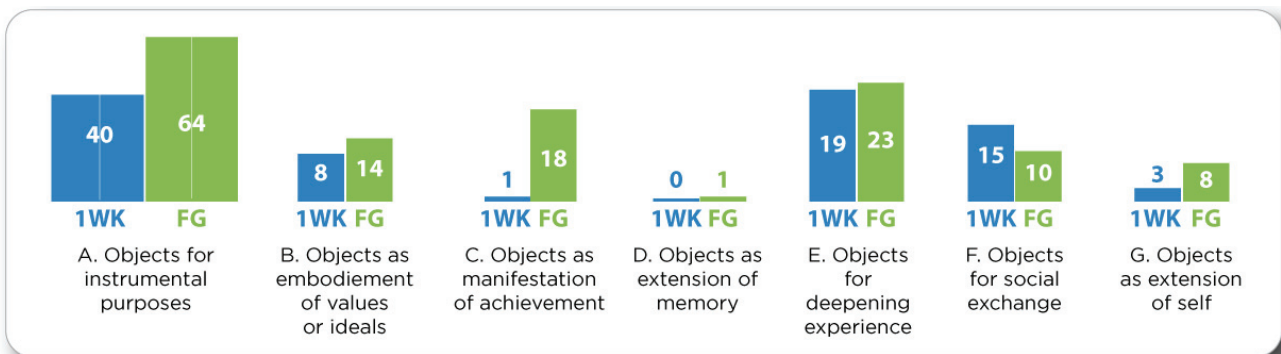 40 64 8 14 1 18 0 1 19 23 15 10 3 8
1WK FG 1WK FG 1WK FG 1WK FG 1WK FG 1WK FG 1WK FG
A. Objects for
instrumental
purposes
B. Objects as
embodiement
of values
or ideals
C. Objects as
manifestation
of achievement
D. Objects as
extension of
memory
E. Objects
for
deepening
experience
F. Objects
for social
exchange
G. Objects
as extension
of self